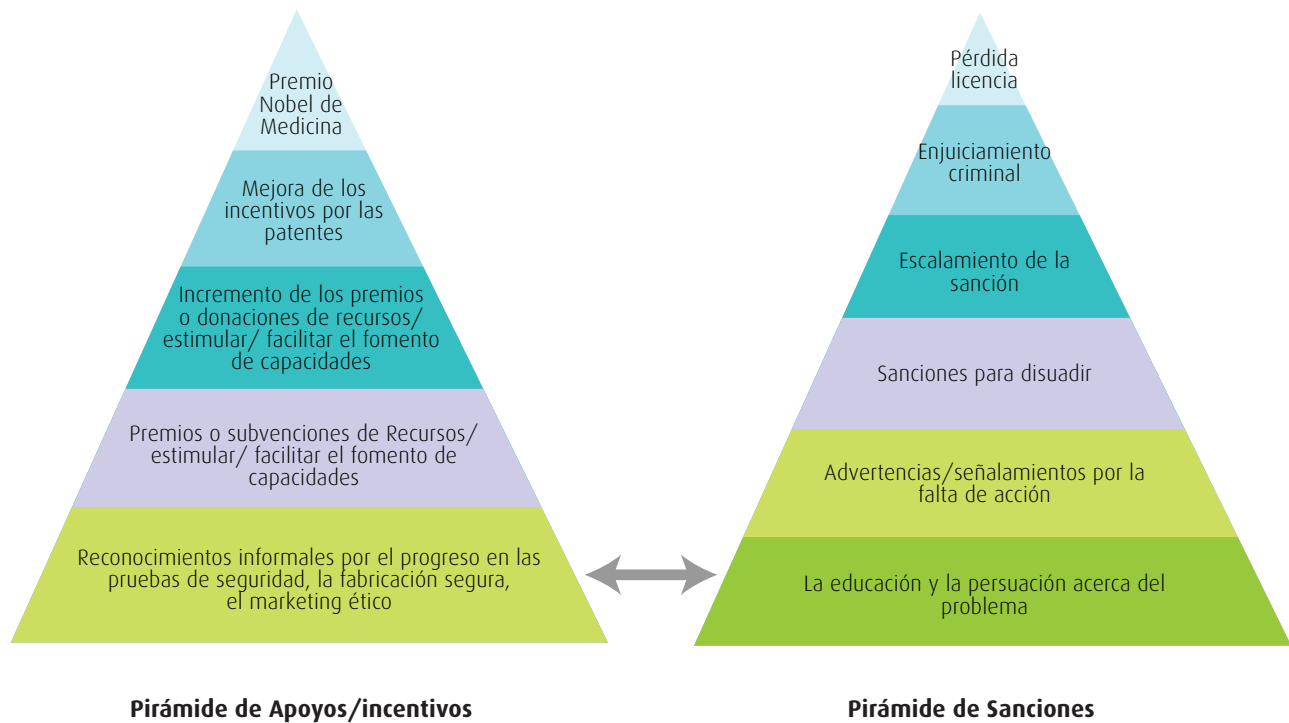 Premio
Nobel de
Medicina
Mejora de los
incentivos por las
patentes
Incremento de los premios
o donaciones de recursos/
estimular/ facilitar el fomento
de capacidades
Premios o subvenciones de Recursos/
estimular/ facilitar el fomento de
capacidades
Reconocimientos informales por el progreso en las
pruebas de seguridad, la fabricación segura,
el marketing ético
Pirámide de Apoyos/incentivos
Pérdida
licencia
Enjuiciamiento
criminal
Escalamiento de la
sanción
Sanciones para disuadir
Advertencias/señalamientos por la
falta de acción
La educación y la persuación acerca del
problema
Pirámide de Sanciones